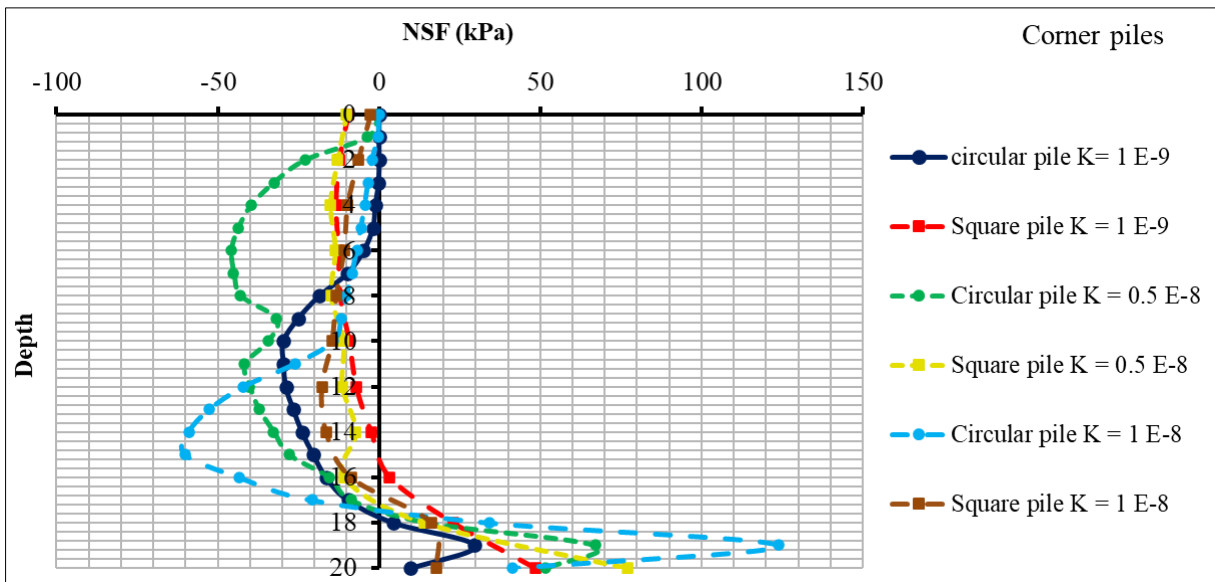 NSF (kPa)
Corner piles
-100 -50 0 50 100 150
0
2
4
6
8
10
12
14
16
18
20
Depth
circular pile K= 1 E-9
Square pile K = 1 E-9
Circular pile K = 0.5 E-8
Square pile K = 0.5 E-8
Circular pile K = 1 E-8
Square pile K = 1 E-8